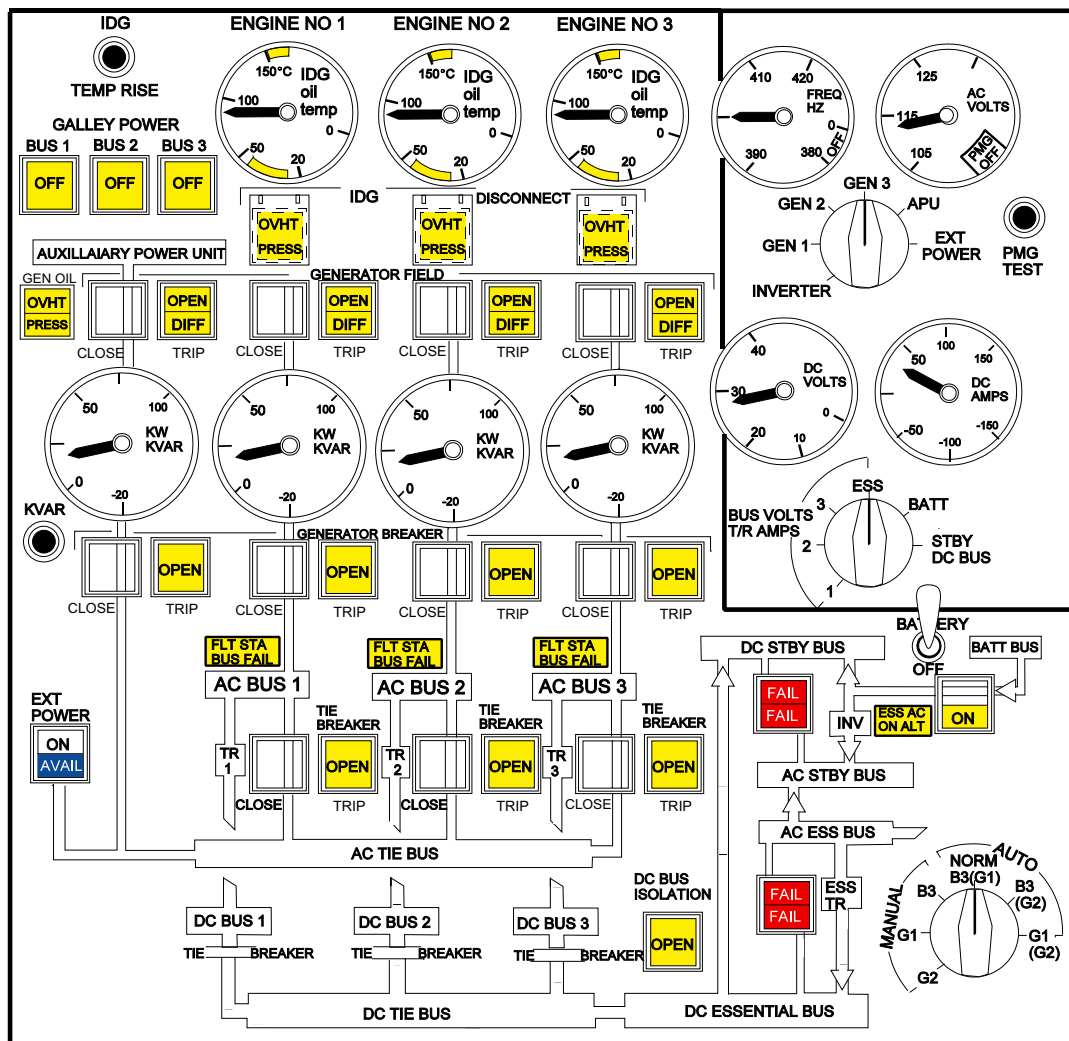 IDG
TEMP RISE
ENGINE NO 1
ENGINE NO 2
ENGINE NO 3
150°C
100
50
20
0
IDG
oil
temp
150°C
100
50
20
0
IDG
oil
temp
150°C
100
50
20
0
IDG
oil
temp
GALLEY POWER
BUS 1
BUS 2
BUS 3
OFF
OFF
OFF
IDG
DISCONNECT
OVHT
PRESS
OVHT
PRESS
OVHT
PRESS
410
420
FREQ
HZ
0
OFF
380
390
125
AC
VOLTS
115
105
PMG
OFF
GEN 3
GEN 2
APU
GEN 1
EXT
POWER
INVERTER
PMG
TEST
AUXILLAIARY POWER UNIT
GEN OIL
GENERATOR FIELD
OVHT
PRESS
OPEN
DIFF
OPEN
DIFF
OPEN
DIFF
OPEN
DIFF
CLOSE
TRIP
CLOSE
TRIP
CLOSE
TRIP
CLOSE
TRIP
50
100
KW
KVAR
0
-20
50
100
KW
KVAR
0
-20
50
100
KW
KVAR
0
-20
50
100
KW
KVAR
0
-20
40
DC
VOLTS
30
0
20
10
50
100
150
DC
AMPS
-50
-100
-150
KVAR
GENERATOR BREAKER
OPEN
OPEN
OPEN
OPEN
CLOSE
TRIP
CLOSE
TRIP
CLOSE
TRIP
CLOSE
TRIP
ESS
3
BATT
BUS VOLTS
T/R AMPS
2
STBY
DC BUS
1
FLT STA
BUS FAIL
FLT STA
BUS FAIL
FLT STA
BUS FAIL
AC BUS 1
AC BUS 2
AC BUS 3
EXT
POWER
ON
AVAIL
TIE
BREAKER
TIE
BREAKER
TIE
BREAKER
TR
1
OPEN
TR
2
OPEN
TR
3
OPEN
CLOSE
TRIP
CLOSE
TRIP
CLOSE
TRIP
AC TIE BUS
BATTERY
OFF
DC STBY BUS
BATT BUS
FAIL
FAIL
INV
ESS AC
ON ALT
ON
AC STBY BUS
AC ESS BUS
DC BUS 1
DC BUS 2
DC BUS 3
TIE
BREAKER
TIE
BREAKER
TIE
BREAKER
DC BUS
ISOLATION
OPEN
FAIL
FAIL
ESS
TR
DC TIE BUS
DC ESSENTIAL BUS
AUTO
NORM
B3(G1)
B3
B3
(G2)
MANUAL
G1
G1
(G2)
G2